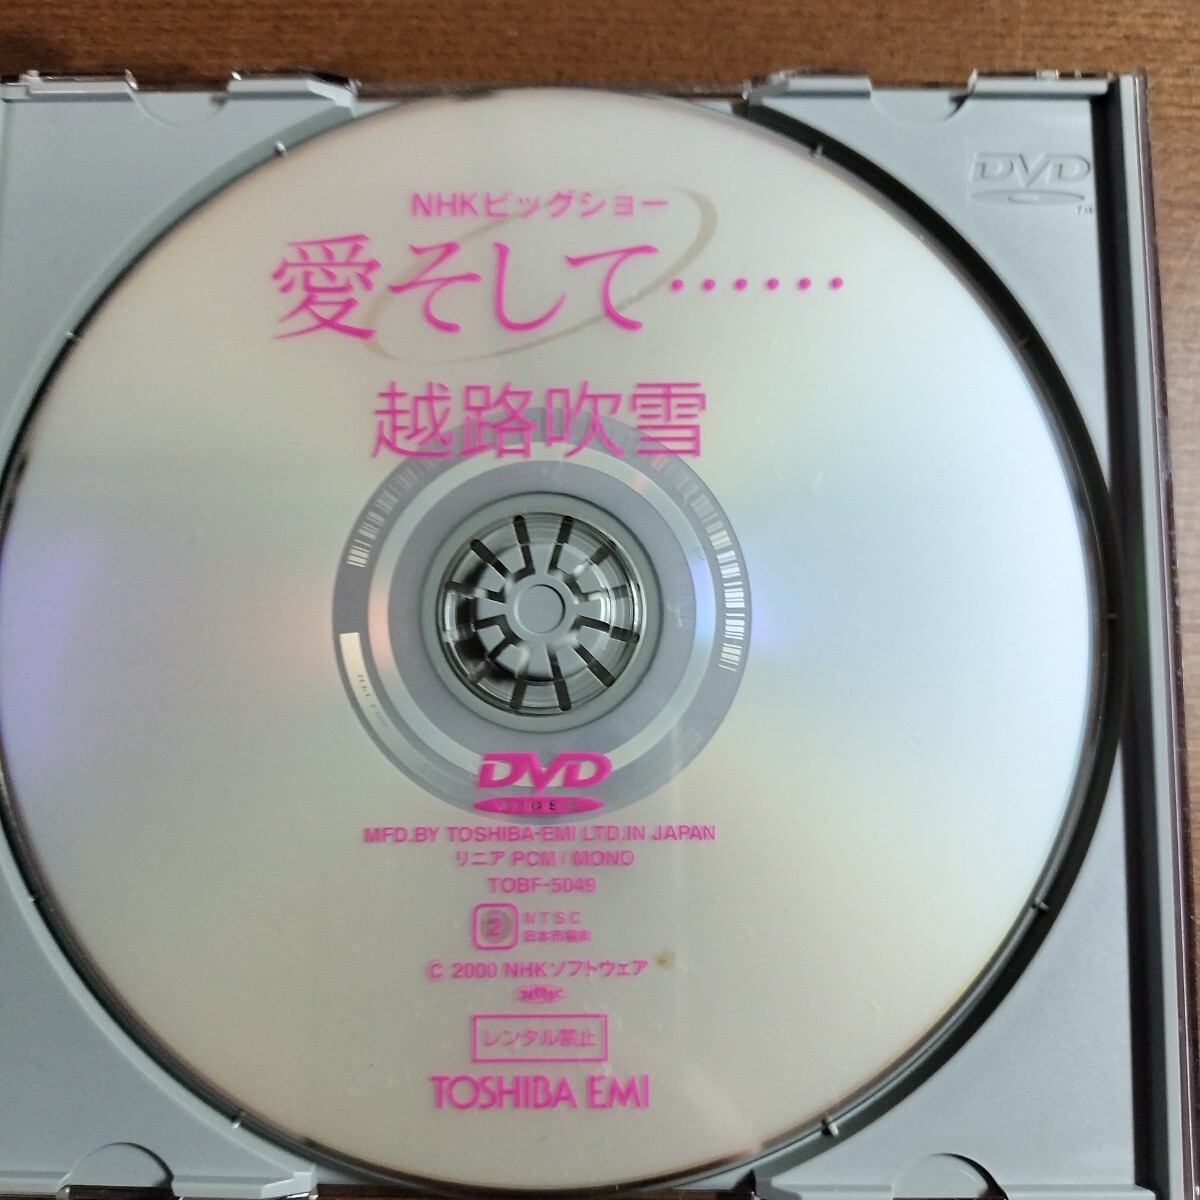 DVD
TM
NHKビッグショー
愛そして‥‥‥
越路吹雪
DVD
VIDEO
MFD.BY TOSHIBA-EMI LTD.IN JAPAN
リニア PCM / MONO
TOBF-5049
2 NTSC
日本市場向
© 2000 NHKソフトウェア
レンタル禁止
TOSHIBA EMI